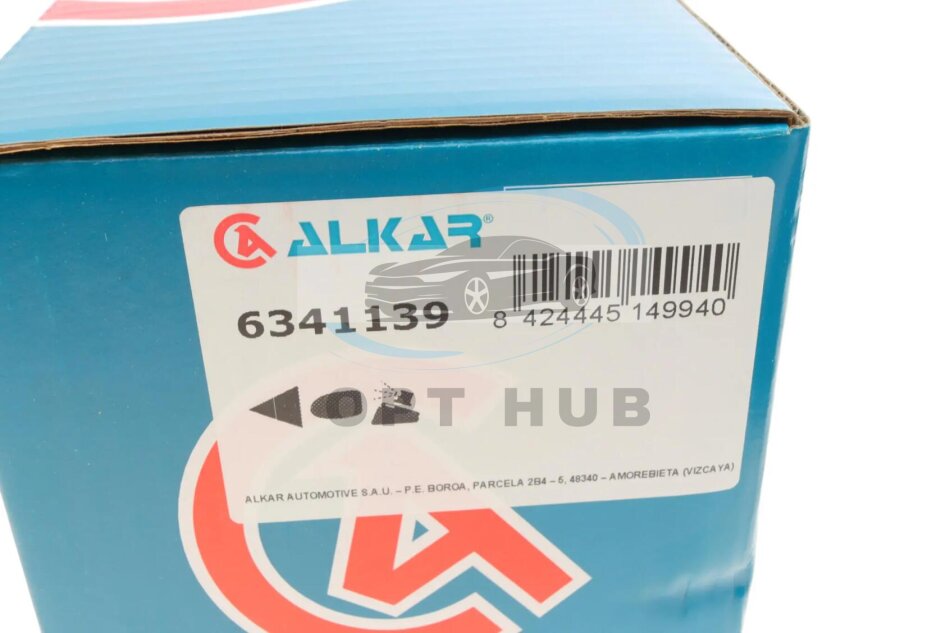 ALKAR®
6341139
8 424445 149940
OPT HUB
ALKAR AUTOMOTIVE S.A.U. – P.E. BOROA, PARCELA 2B4 – 5, 48340 – AMOREBIETA (VIZCAYA)